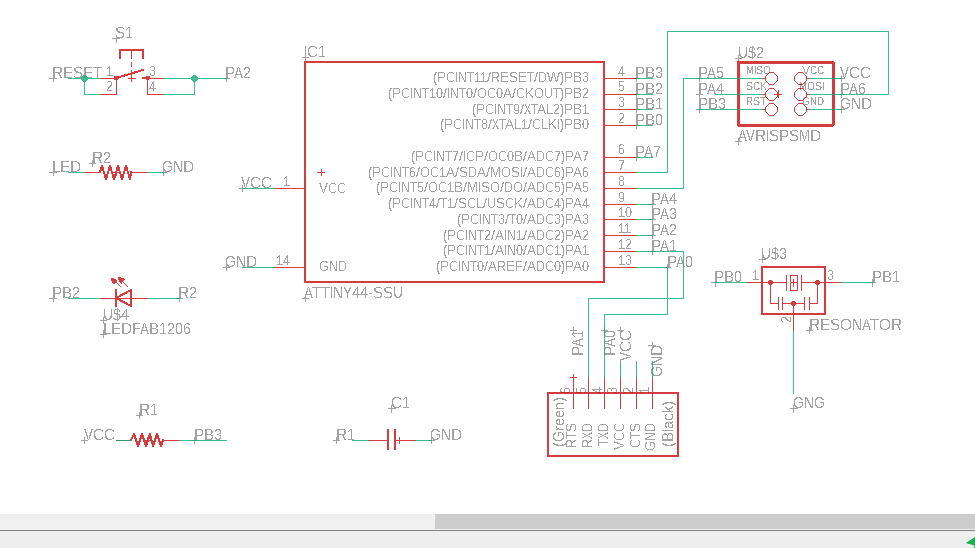 S1
RESET 1 3 PA2
2 4
R2
LED GND
PB2 R2
U$4
LEDFAB1206
R1
VCC PB3
C1
R1 GND
IC1
(PCINT11/RESET/DW)PB3 4 PB3
(PCINT10/INT0/OC0A/CKOUT)PB2 5 PB2
(PCINT9/XTAL2)PB1 3 PB1
(PCINT8/XTAL1/CLKI)PB0 2 PB0
(PCINT7/ICP/OC0B/ADC7)PA7 6 PA7
(PCINT6/OC1A/SDA/MOSI/ADC6)PA6 7
VCC 1 VCC (PCINT5/OC1B/MISO/DO/ADC5)PA5 8
(PCINT4/T1/SCL/USCK/ADC4)PA4 9 PA4
(PCINT3/T0/ADC3)PA3 10 PA3
(PCINT2/AIN1/ADC2)PA2 11 PA2
(PCINT1/AIN0/ADC1)PA1 12 PA1
GND 14 GND (PCINT0/AREF/ADC0)PA0 13 PA0
ATTINY44-SSU
U$2
PA5 MISO VCC VCC
PA4 SCK MOSI PA6
PB3 RST GND GND
AVRISPSMD
U$3
PB0 1 3 PB1
2
RESONATOR
GNG
PA1 PA0 VCC GND
6 5 4 3 2 1
(Green) RTS RXD TXD VCC CTS GND (Black)